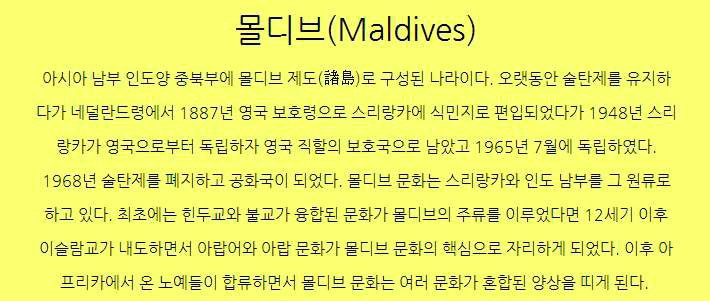 몰디브(Maldives)
아시아 남부 인도양 중북부에 몰디브 제도(諸島)로 구성된 나라이다. 오랫동안 술탄제를 유지하
다가 네덜란드령에서 1887년 영국 보호령으로 스리랑카에 식민지로 편입되었다가 1948년 스리
랑카가 영국으로부터 독립하자 영국 직할의 보호국으로 남았고 1965년 7월에 독립하였다.
1968년 술탄제를 폐지하고 공화국이 되었다. 몰디브 문화는 스리랑카와 인도 남부를 그 원류로
하고 있다. 최초에는 힌두교와 불교가 융합된 문화가 몰디브의 주류를 이루었다면 12세기 이후
이슬람교가 내도하면서 아랍어와 아랍 문화가 몰디브 문화의 핵심으로 자리하게 되었다. 이후 아
프리카에서 온 노예들이 합류하면서 몰디브 문화는 여러 문화가 혼합된 양상을 띠게 된다.